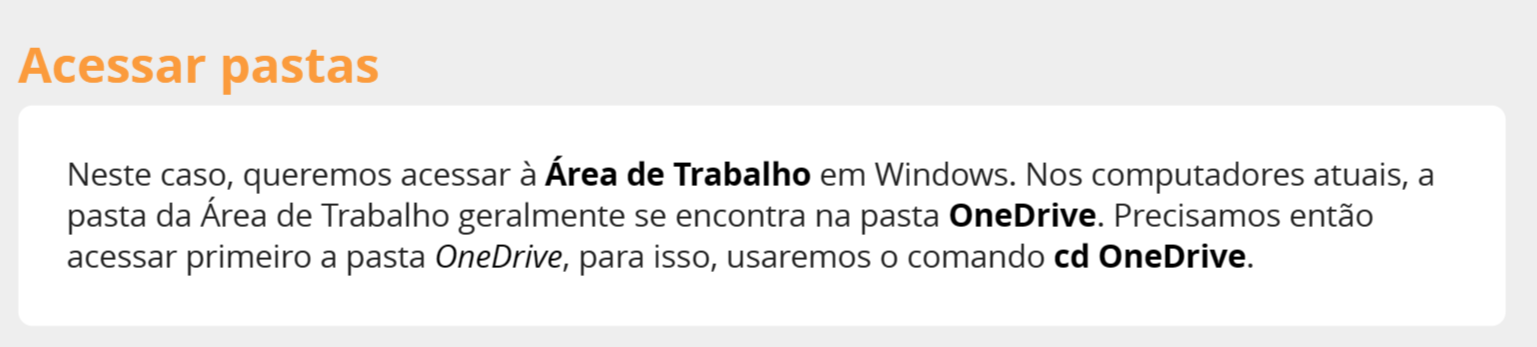 Acessar pastas
Neste caso, queremos acessar à Área de Trabalho em Windows. Nos computadores atuais, a
pasta da Área de Trabalho geralmente se encontra na pasta OneDrive. Precisamos então
acessar primeiro a pasta OneDrive, para isso, usaremos o comando cd OneDrive.